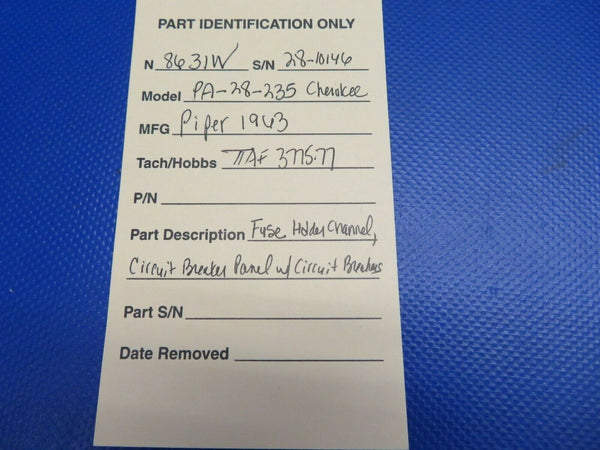 PART IDENTIFICATION ONLY
N 8631W S/N 28-10146
Model PA-28-235 Cherokee
MFG Piper 1963
Tach/Hobbs TTAF 3775.77
P/N
Part Description Fuse Holder Channel,
Circuit Breaker Panel w/ Circuit Breakers
Part S/N
Date Removed